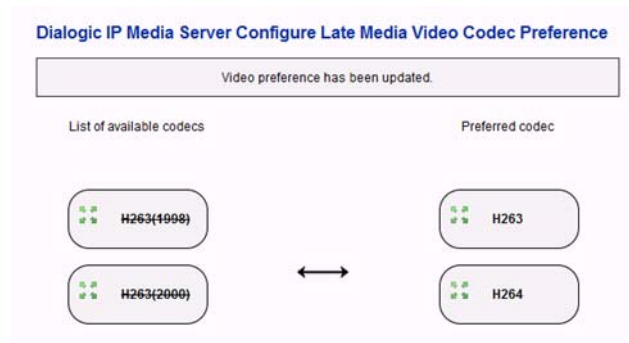 Dialogic IP Media Server Configure Late Media Video Codec Preference
Video preference has been updated.
List of available codecs
Preferred codec
H263(1998)
H263
H263(2000)
H264